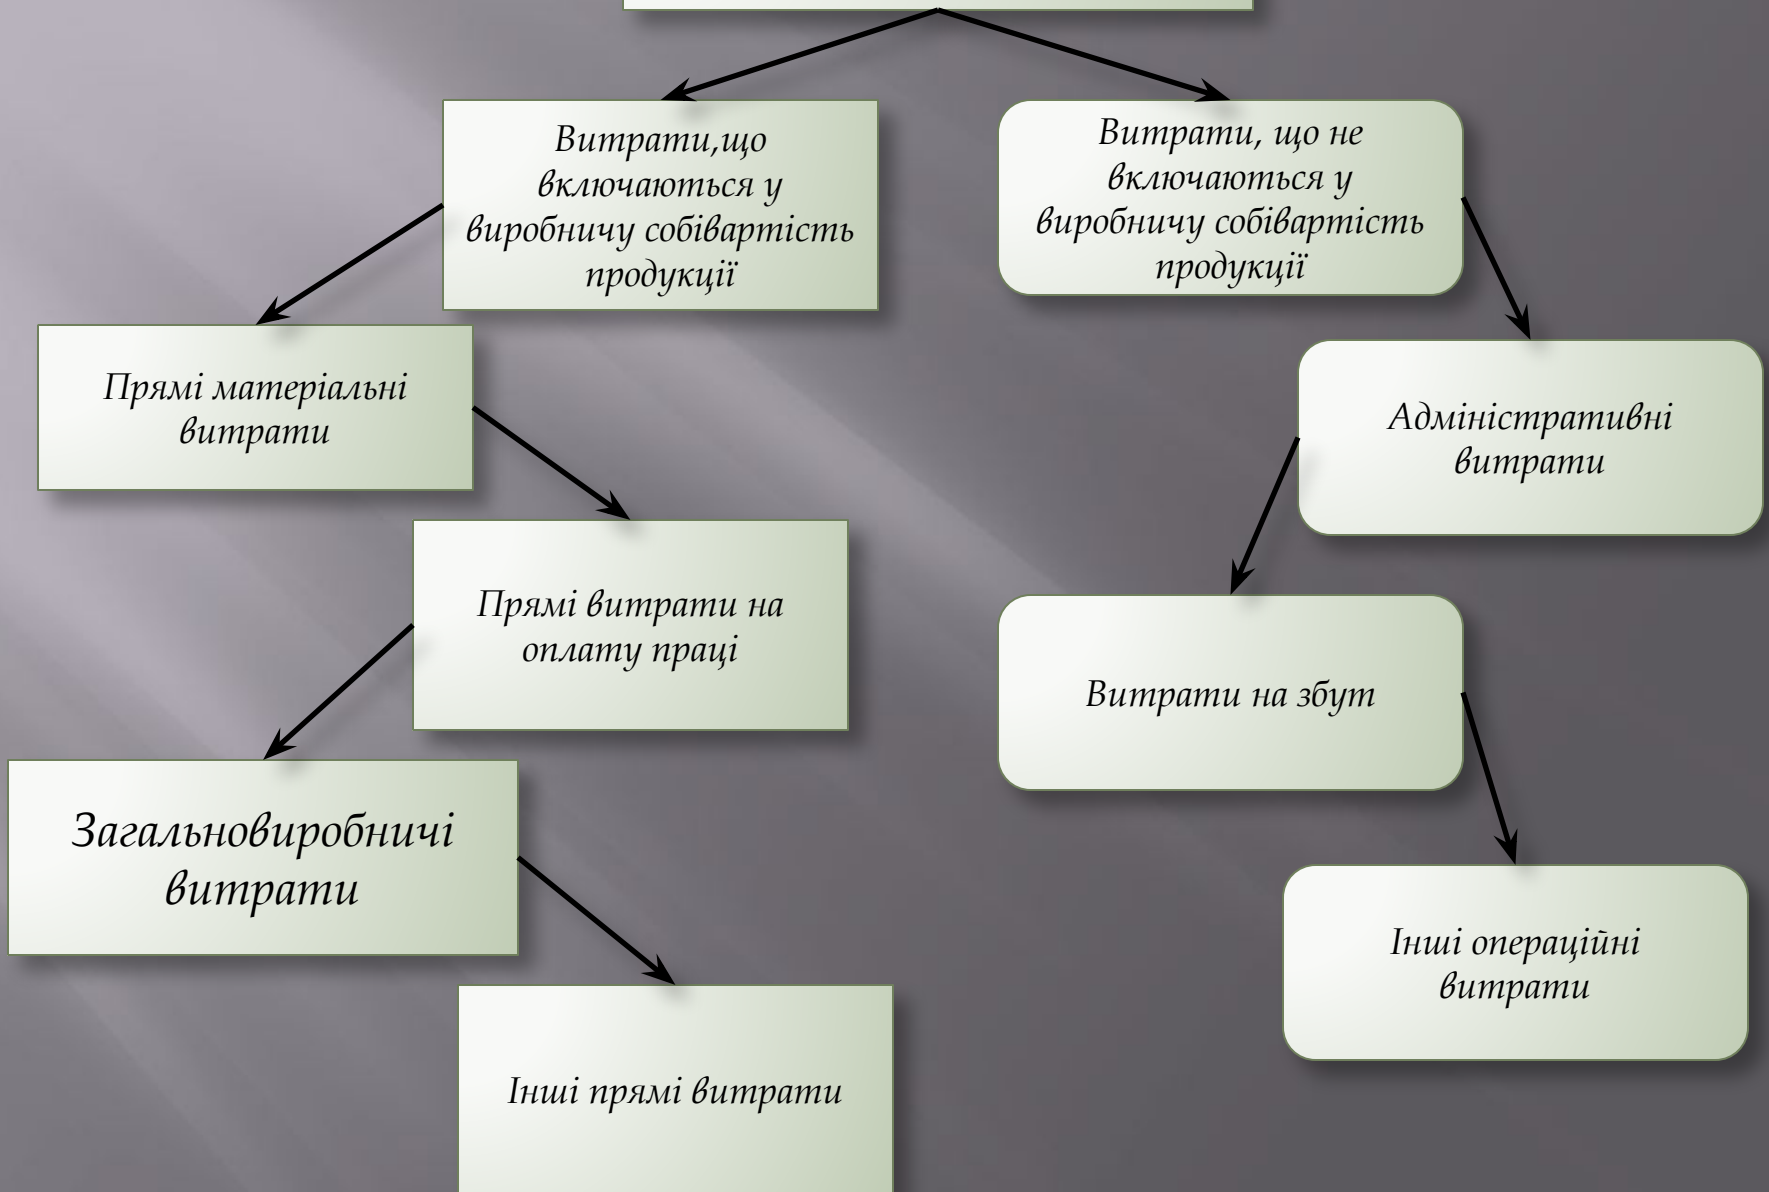 Витрати,що
включаються у
виробничу собівартість
продукції
Витрати, що не
включаються у
виробничу собівартість
продукції
Прямі матеріальні
витрати
Адміністративні
витрати
Прямі витрати на
оплату праці
Витрати на збут
Загальновиробничі
витрати
Інші операційні
витрати
Інші прямі витрати